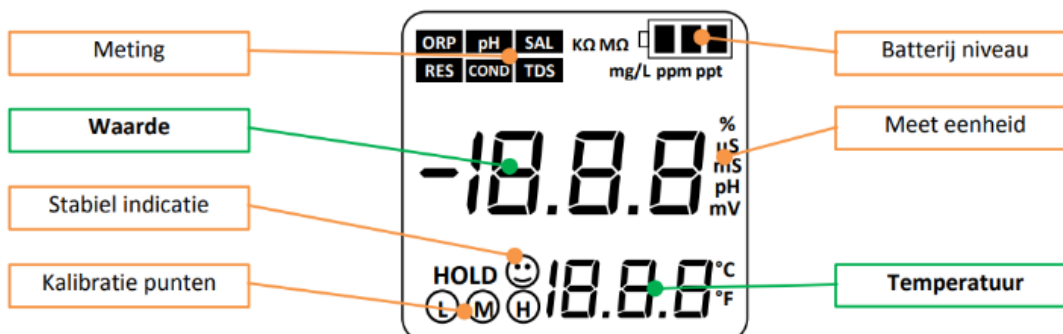 Meting
Waarde
Stabiel indicatie
Kalibratie punten
ORP pH SAL KΩ MΩ
RES COND TDS mg/L ppm ppt
-18.8.8
%
µS
mS
pH
mV
HOLD
L M H
18.8.8
°C
°F
Batterij niveau
Meet eenheid
Temperatuur